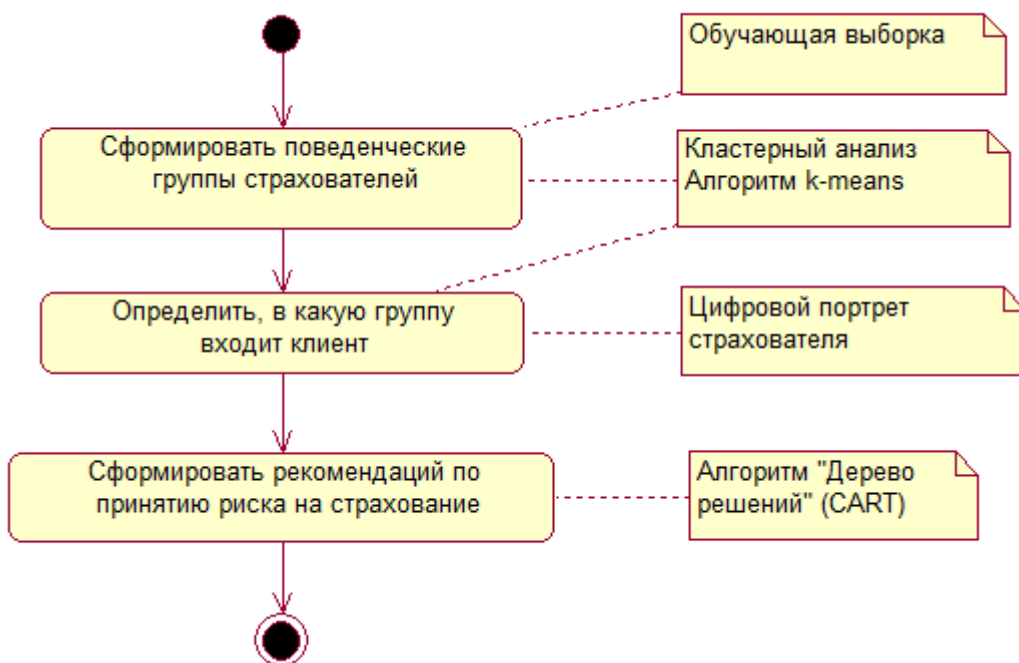 Обучающая выборка
Сформировать поведенческие
группы страхователей
Кластерный анализ
Алгоритм k-means
Определить, в какую группу
входит клиент
Цифровой портрет
страхователя
Сформировать рекомендаций по
принятию риска на страхование
Алгоритм "Дерево
решений" (CART)